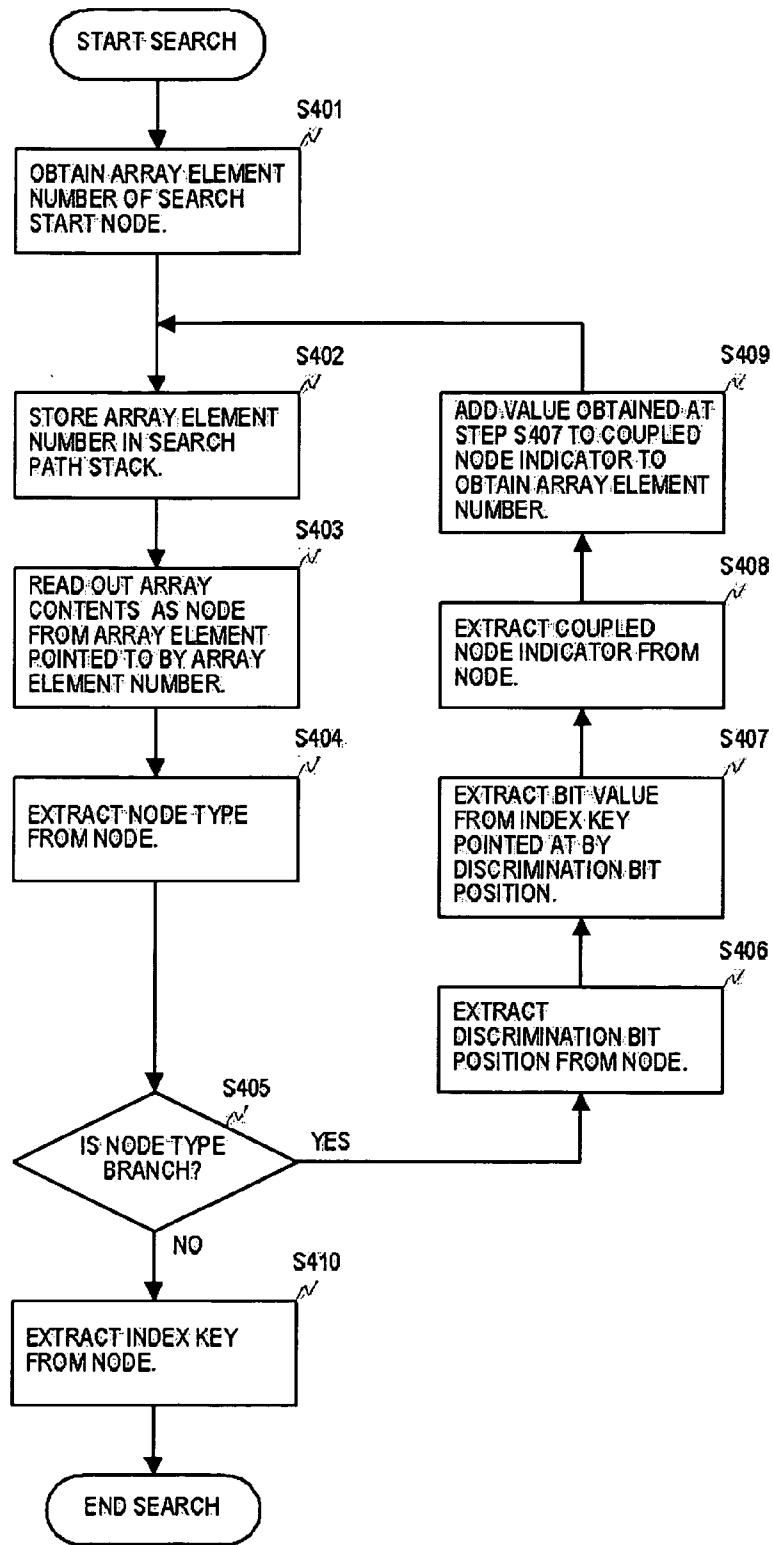 START SEARCH
S401
OBTAIN ARRAY ELEMENT
NUMBER OF SEARCH
START NODE.
S402
STORE ARRAY ELEMENT
NUMBER IN SEARCH
PATH STACK.
S403
READ OUT ARRAY
CONTENTS AS NODE
FROM ARRAY ELEMENT
POINTED TO BY ARRAY
ELEMENT NUMBER.
S404
EXTRACT NODE TYPE
FROM NODE.
S405
IS NODE TYPE
BRANCH?
YES
NO
S406
EXTRACT
DISCRIMINATION BIT
POSITION FROM NODE.
S407
EXTRACT BIT VALUE
FROM INDEX KEY
POINTED AT BY
DISCRIMINATION BIT
POSITION.
S408
EXTRACT COUPLED
NODE INDICATOR FROM
NODE.
S409
ADD VALUE OBTAINED AT
STEP S407 TO COUPLED
NODE INDICATOR TO
OBTAIN ARRAY ELEMENT
NUMBER.
S410
EXTRACT INDEX KEY
FROM NODE.
END SEARCH